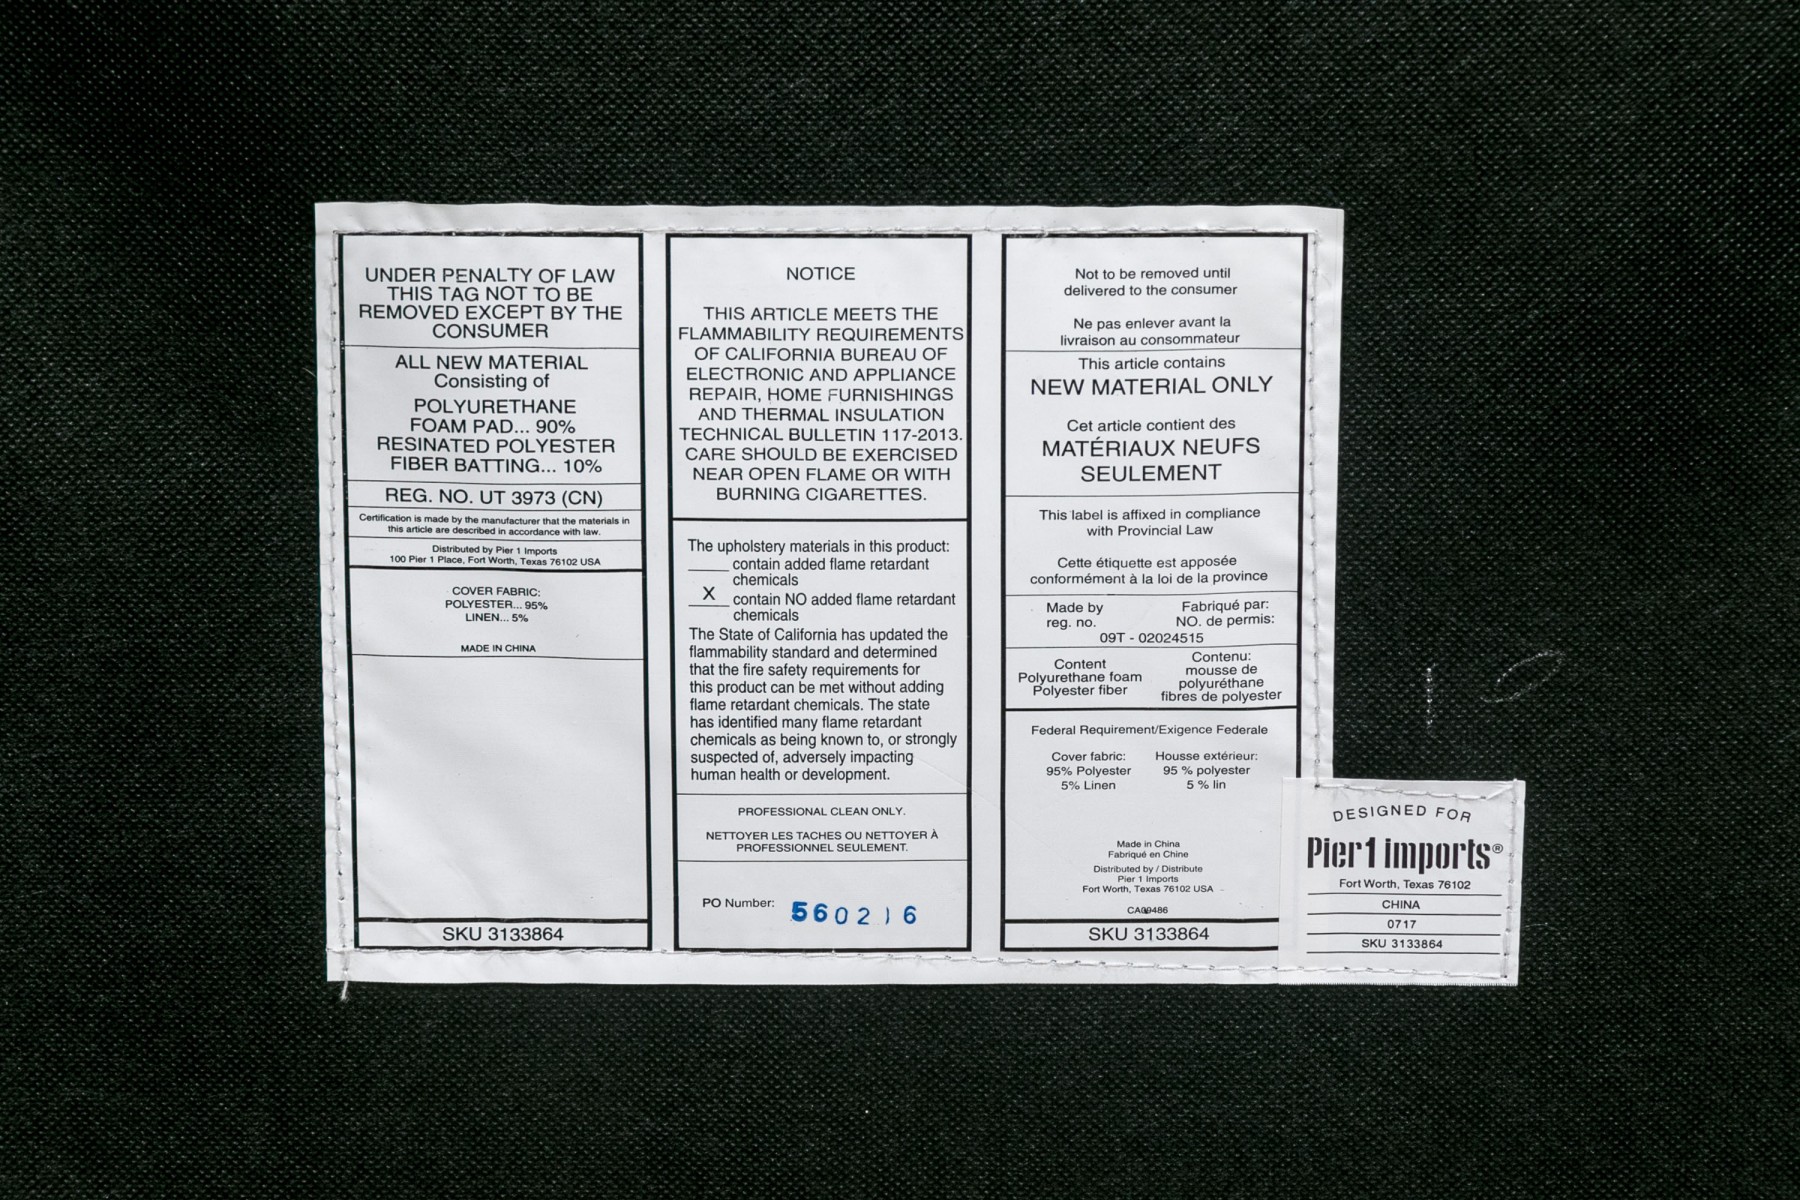 UNDER PENALTY OF LAW
THIS TAG NOT TO BE
REMOVED EXCEPT BY THE
CONSUMER
ALL NEW MATERIAL
Consisting of
POLYURETHANE
FOAM PAD... 90%
RESINATED POLYESTER
FIBER BATTING... 10%
REG. NO. UT 3973 (CN)
Certification is made by the manufacturer that the materials in
this article are described in accordance with law.
Distributed by Pier 1 Imports
100 Pier 1 Place, Fort Worth, Texas 76102 USA
COVER FABRIC:
POLYESTER... 95%
LINEN... 5%
MADE IN CHINA
SKU 3133864
NOTICE
THIS ARTICLE MEETS THE
FLAMMABILITY REQUIREMENTS
OF CALIFORNIA BUREAU OF
ELECTRONIC AND APPLIANCE
REPAIR, HOME FURNISHINGS
AND THERMAL INSULATION
TECHNICAL BULLETIN 117-2013.
CARE SHOULD BE EXERCISED
NEAR OPEN FLAME OR WITH
BURNING CIGARETTES.
The upholstery materials in this product:
____ contain added flame retardant
chemicals
X contain NO added flame retardant
chemicals
The State of California has updated the
flammability standard and determined
that the fire safety requirements for
this product can be met without adding
flame retardant chemicals. The state
has identified many flame retardant
chemicals as being known to, or strongly
suspected of, adversely impacting
human health or development.
PROFESSIONAL CLEAN ONLY.
NETTOYER LES TACHES OU NETTOYER À
PROFESSIONNEL SEULEMENT.
PO Number: 560216
Not to be removed until
delivered to the consumer
Ne pas enlever avant la
livraison au consommateur
This article contains
NEW MATERIAL ONLY
Cet article contient des
MATÉRIAUX NEUFS
SEULEMENT
This label is affixed in compliance
with Provincial Law
Cette étiquette est apposée
conformément à la loi de la province
Made by
reg. no.
Fabriqué par:
NO. de permis:
09T - 02024515
Content
Polyurethane foam
Polyester fiber
Contenu:
mousse de
polyuréthane
fibres de polyester
Federal Requirement/Exigence Federale
Cover fabric:
95% Polyester
5% Linen
Housse extérieur:
95 % polyester
5 % lin
Made in China
Fabriqué en Chine
Distributed by / Distribute
Pier 1 Imports
Fort Worth, Texas 76102 USA
CA09486
SKU 3133864
DESIGNED FOR
Pier 1 imports®
Fort Worth, Texas 76102
CHINA
0717
SKU 3133864
10